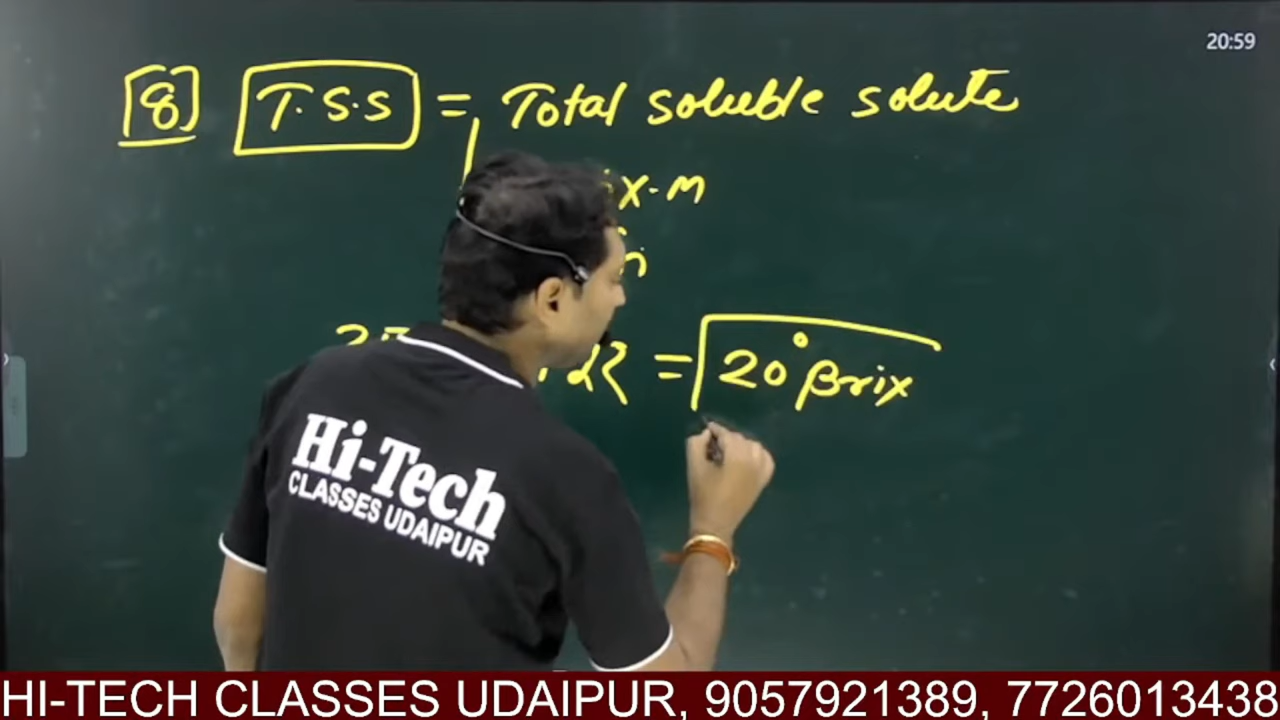 20:59
[8] T.S.S = Total soluble solute
x-m
= 20° Brix
Hi-Tech
CLASSES UDAIPUR
HI-TECH CLASSES UDAIPUR, 9057921389, 7726013438